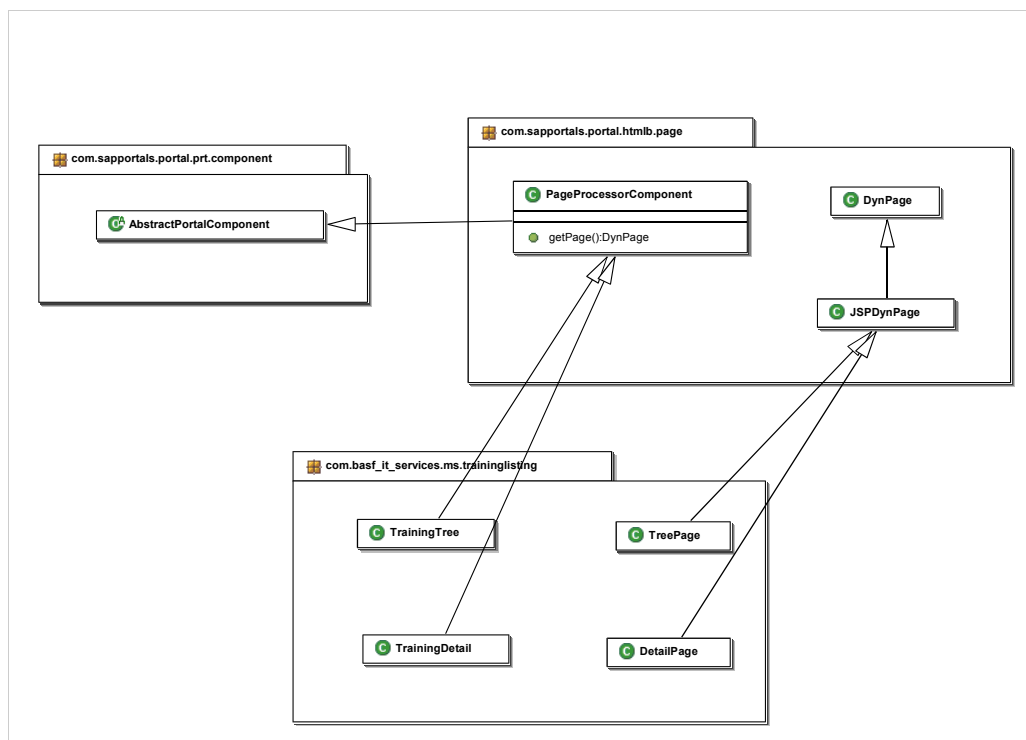 com.sapportals.portal.htmlb.page
com.sapportals.portal.prt.component
C PageProcessorComponent
C DynPage
C AbstractPortalComponent
getPage():DynPage
C JSPDynPage
com.basf_it_services.ms.traininglisting
C TrainingTree
C TreePage
C TrainingDetail
C DetailPage